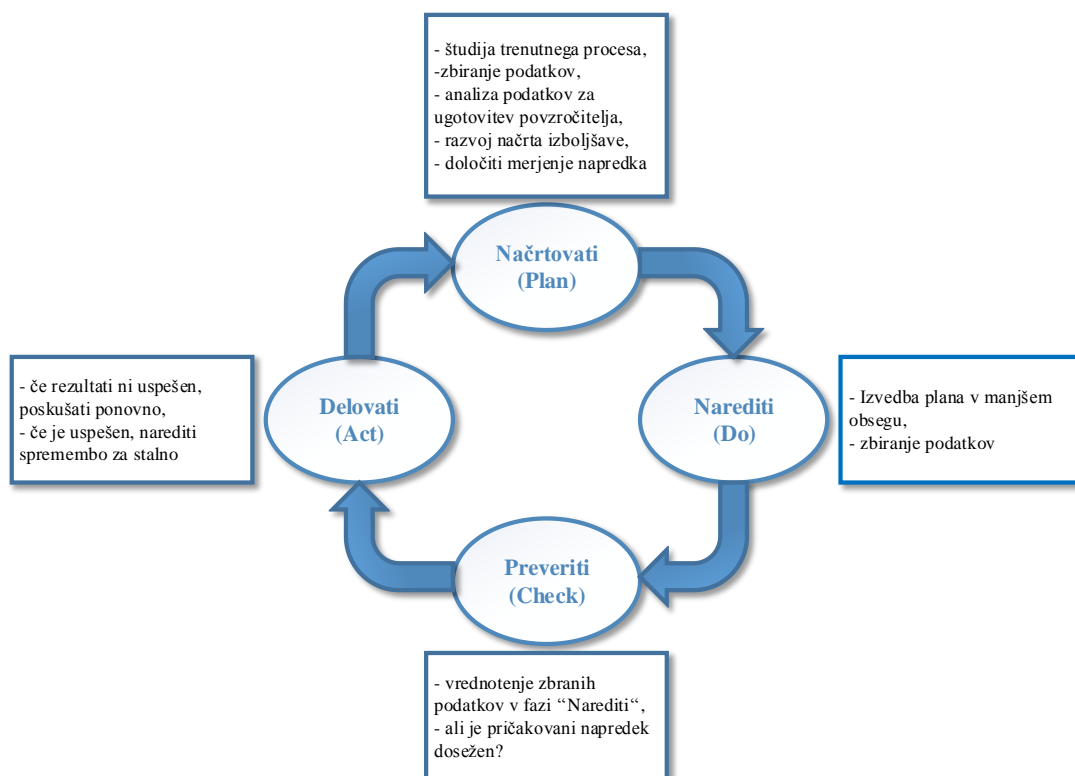 - študija trenutnega procesa,
-zbiranje podatkov,
- analiza podatkov za
ugotovitev povzročitelja,
- razvoj načrta izboljšave,
- določiti merjenje napredka
Načrtovati
(Plan)
- če rezultati ni uspešen,
poskušati ponovno,
- če je uspešen, narediti
spremembo za stalno
Delovati
(Act)
Narediti
(Do)
- Izvedba plana v manjšem
obsegu,
- zbiranje podatkov
Preveriti
(Check)
- vrednotenje zbranih
podatkov v fazi “Narediti“,
- ali je pričakovani napredek
dosežen?